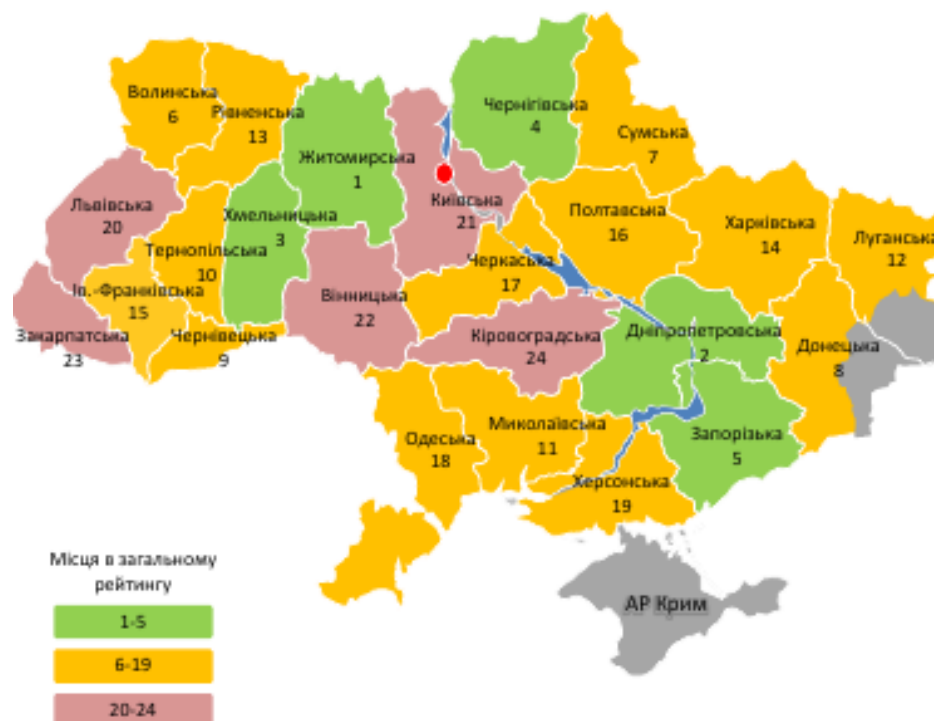 Волинська
6
Рівненська
13
Житомирська
1
Чернігівська
4
Сумська
7
Київська
21
Львівська
20
Хмельницька
3
Тернопільська
10
Полтавська
16
Харківська
14
Луганська
12
Черкаська
17
Ів.-Франківська
15
Вінницька
22
Закарпатська
23
Чернівецька
9
Кіровоградська
24
Дніпропетровська
2
Донецька
8
Одеська
18
Миколаївська
11
Запорізька
5
Херсонська
19
АР Крим
Місця в загальному
рейтингу
1-5
6-19
20-24